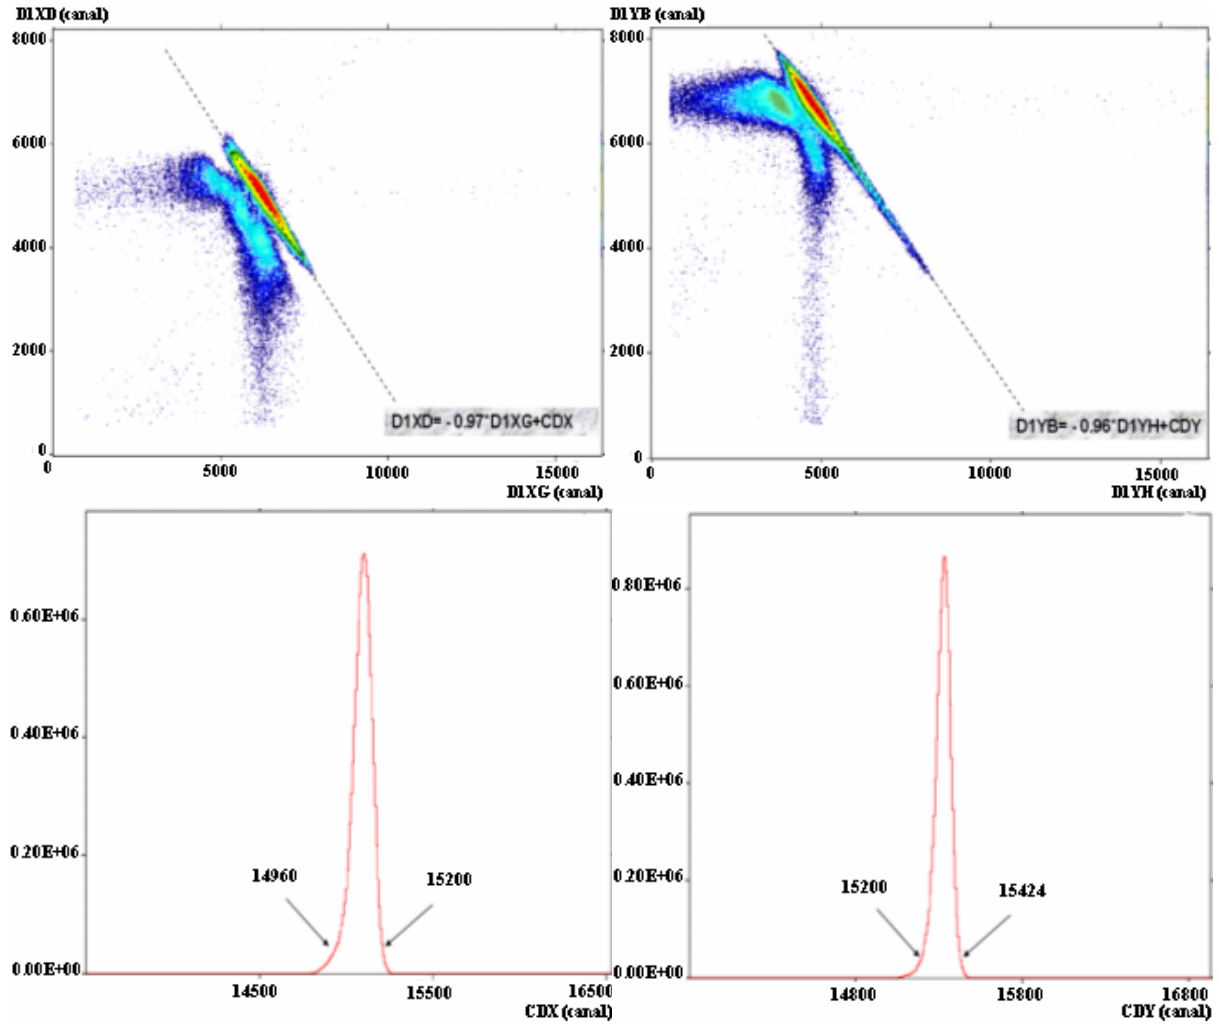 D1XD (canal)
8000
6000
4000
2000
0
0 5000 10000 15000
D1XG (canal)
D1XD= - 0.97*D1XG+CDX
D1YB (canal)
8000
6000
4000
2000
0
0 5000 10000 15000
D1YH (canal)
D1YB= - 0.96*D1YH+CDY
0.60E+06
0.40E+06
0.20E+06
0.00E+00
14960
15200
14500 15500 16500
CDX (canal)
0.80E+06
0.60E+06
0.40E+06
0.20E+06
0.00E+00
15200
15424
14800 15800 16800
CDY (canal)